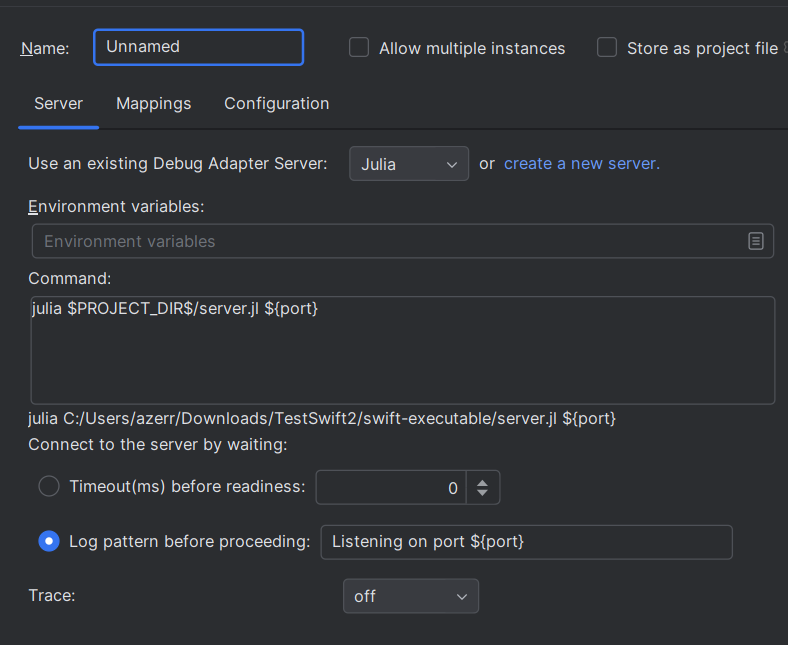 Name: Unnamed Allow multiple instances Store as project file
Server Mappings Configuration
Use an existing Debug Adapter Server: Julia or create a new server.
Environment variables:
Environment variables
Command:
julia $PROJECT_DIR$/server.jl ${port}
julia C:/Users/azerr/Downloads/TestSwift2/swift-executable/server.jl ${port}
Connect to the server by waiting:
Timeout(ms) before readiness: 0
Log pattern before proceeding: Listening on port ${port}
Trace: off